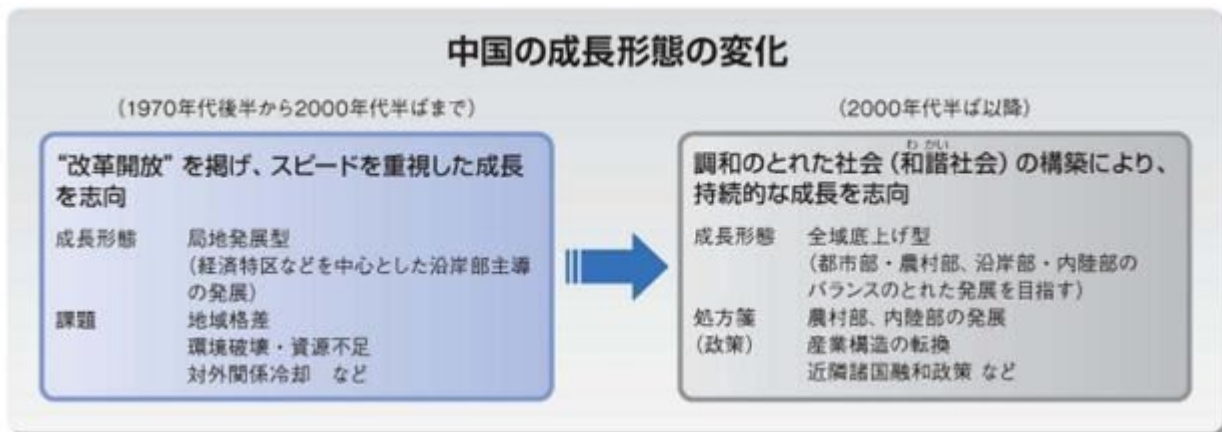 中国の成長形態の変化
(1970年代後半から2000年代半ばまで)
“改革開放” を掲げ、スピードを重視した成長
を志向
成長形態 局地発展型
(経済特区などを中心とした沿岸部主導
の発展)
課題 地域格差
環境破壊・資源不足
対外関係冷却 など
(2000年代半ば以降)
わ かい
調和のとれた社会 (和諧社会) の構築により、
持続的な成長を志向
成長形態 全域底上げ型
(都市部・農村部、沿岸部・内陸部の
バランスのとれた発展を目指す)
処方箋 農村部、内陸部の発展
(政策) 産業構造の転換
近隣諸国融和政策 など